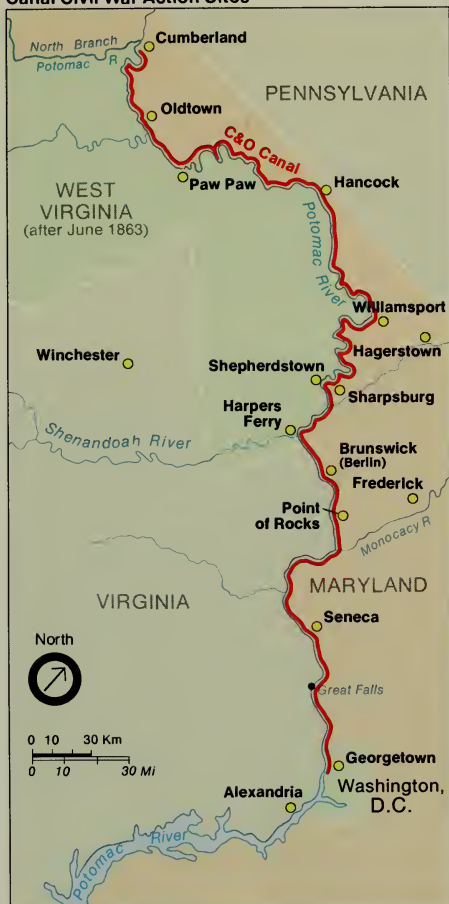 Canal Civil War Action Sites
Cumberland
North Branch
Potomac R
PENNSYLVANIA
Oldtown
C&O Canal
Paw Paw
Hancock
WEST
VIRGINIA
(after June 1863)
Potomac River
Williamsport
Hagerstown
Winchester
Shepherdstown
Sharpsburg
Harpers
Ferry
Shenandoah River
Brunswick
(Berlin)
Frederick
Point
of Rocks
Monocacy R
MARYLAND
VIRGINIA
Seneca
North
Great Falls
0 10 30 Km
0 10 30 Mi
Georgetown
Washington,
D.C.
Alexandria
Potomac River